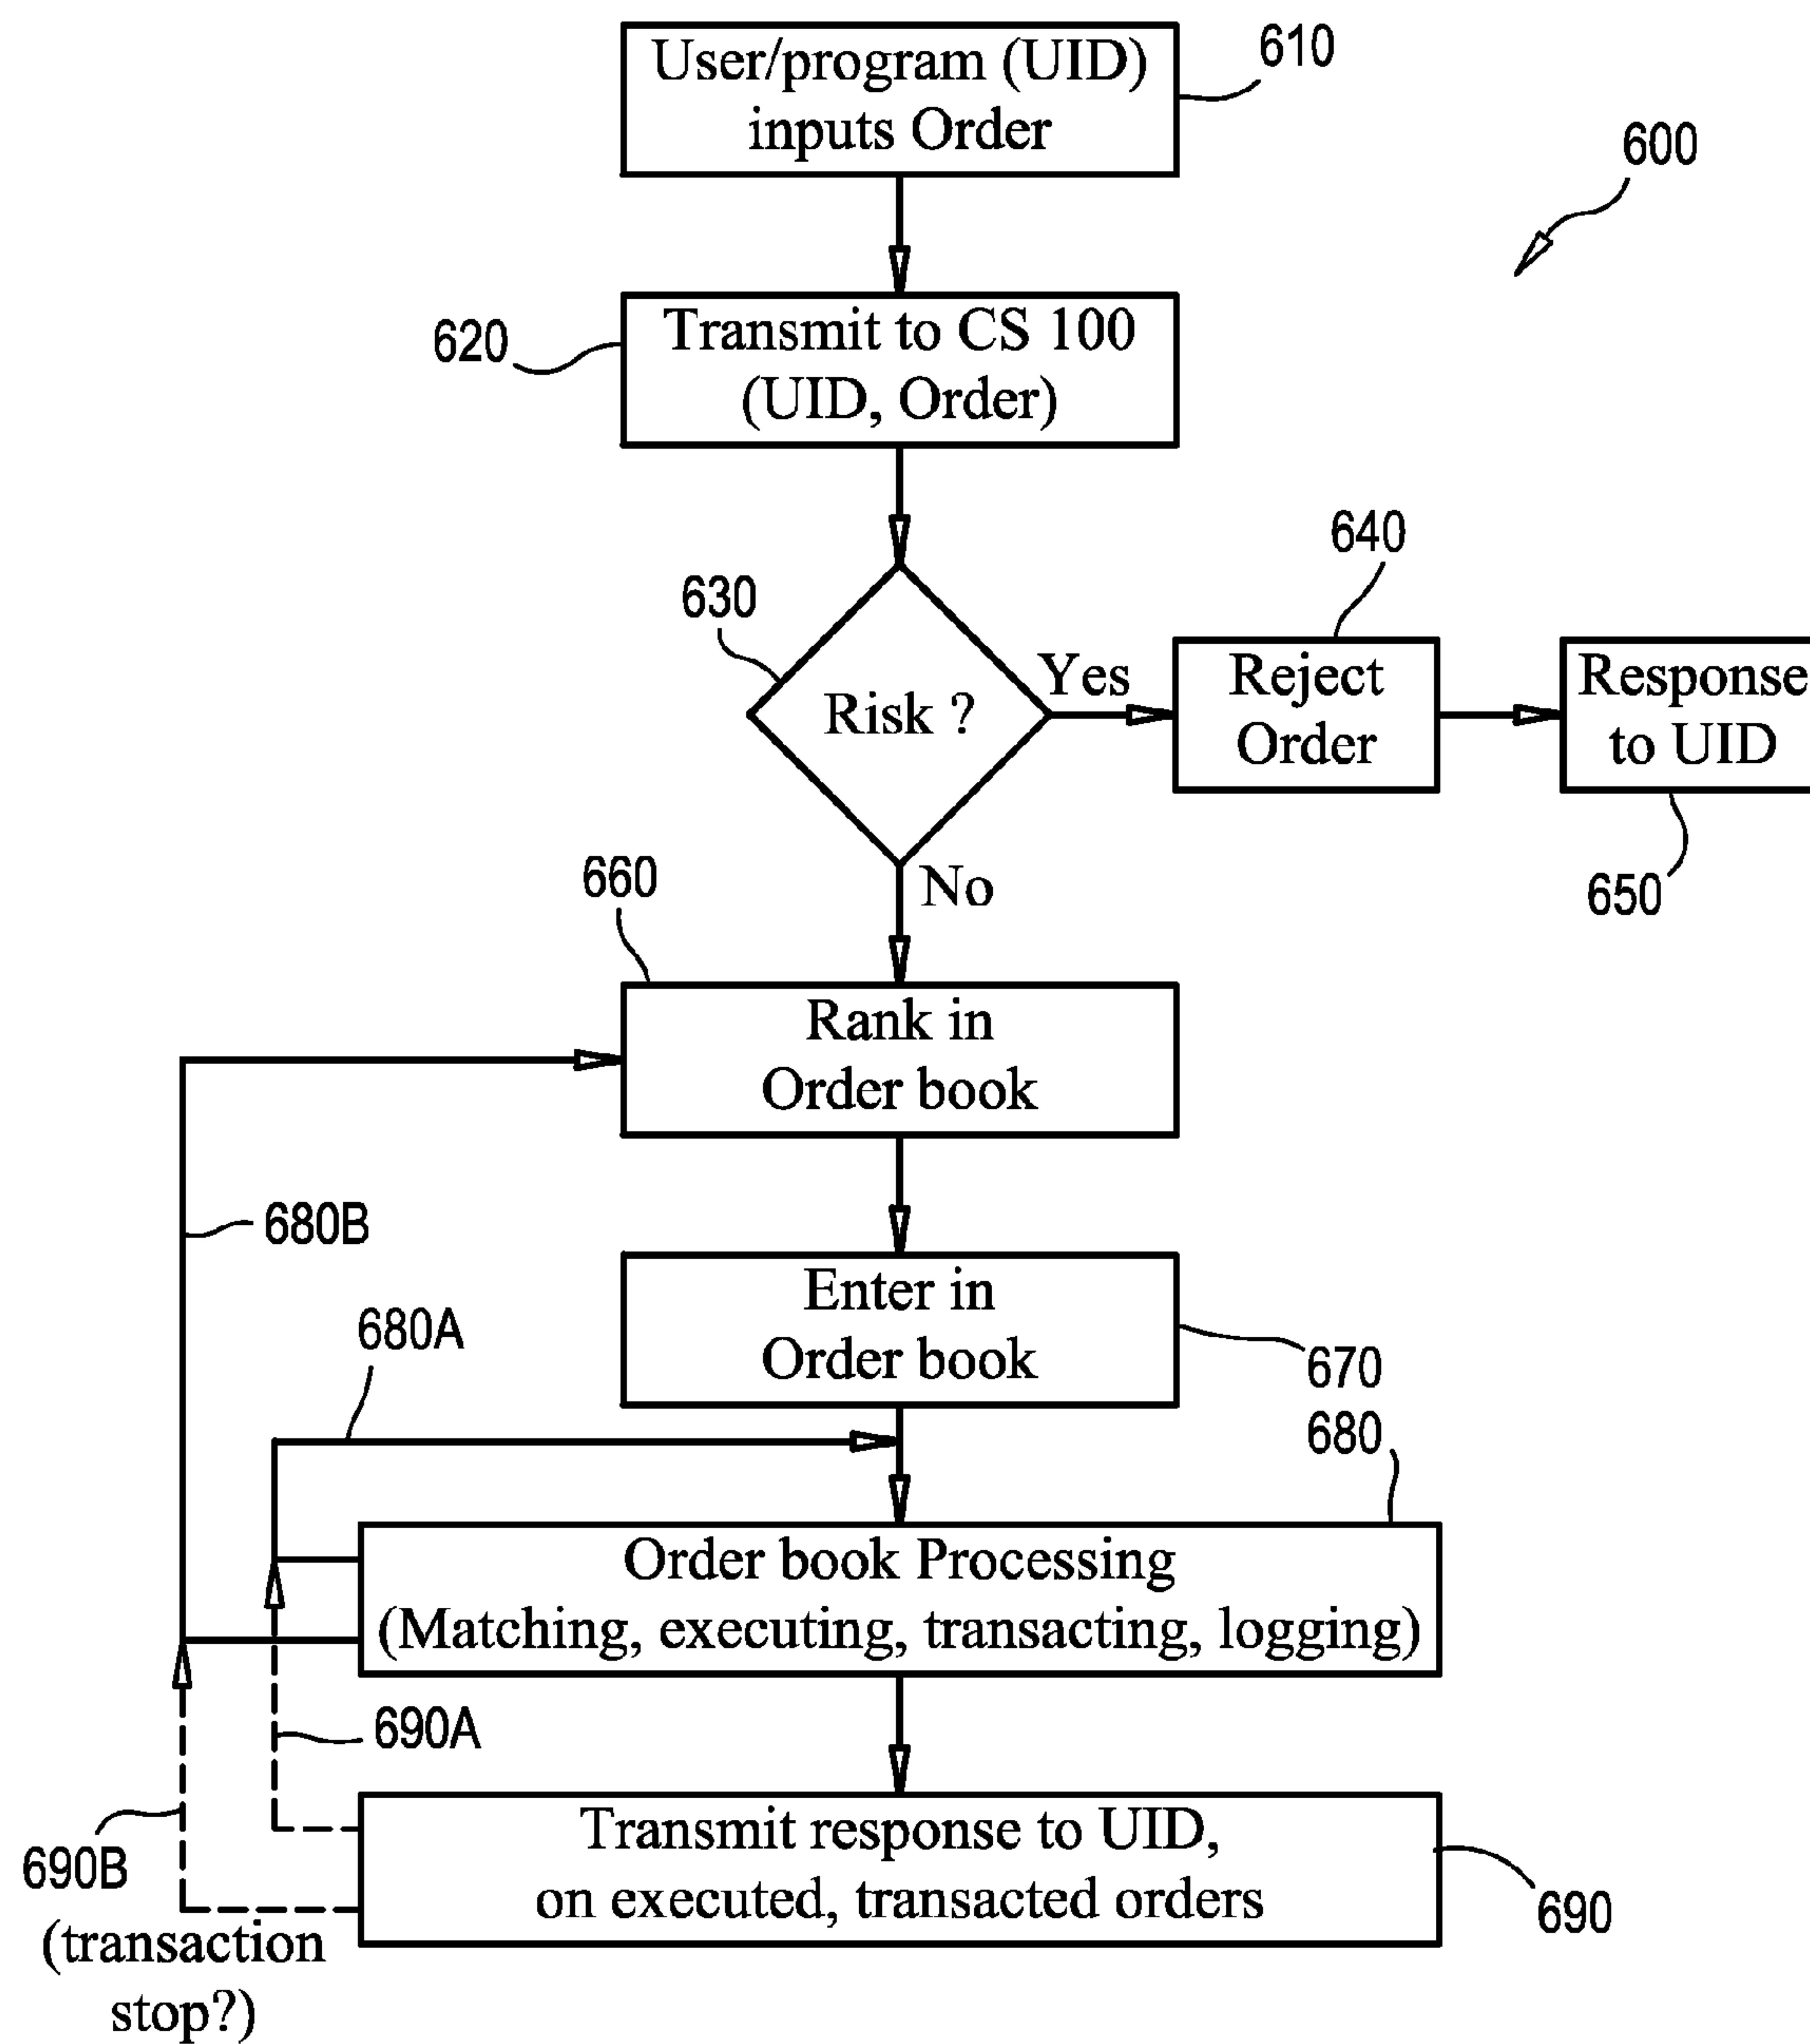 User/program (UID)
inputs Order
610
600
Transmit to CS 100
(UID, Order)
620
630
Risk ?
Yes
640
Reject
Order
Response
to UID
650
No
660
Rank in
Order book
680B
Enter in
Order book
670
680A
680
Order book Processing
(Matching, executing, transacting, logging)
690A
690B
(transaction
stop?)
Transmit response to UID,
on executed, transacted orders
690